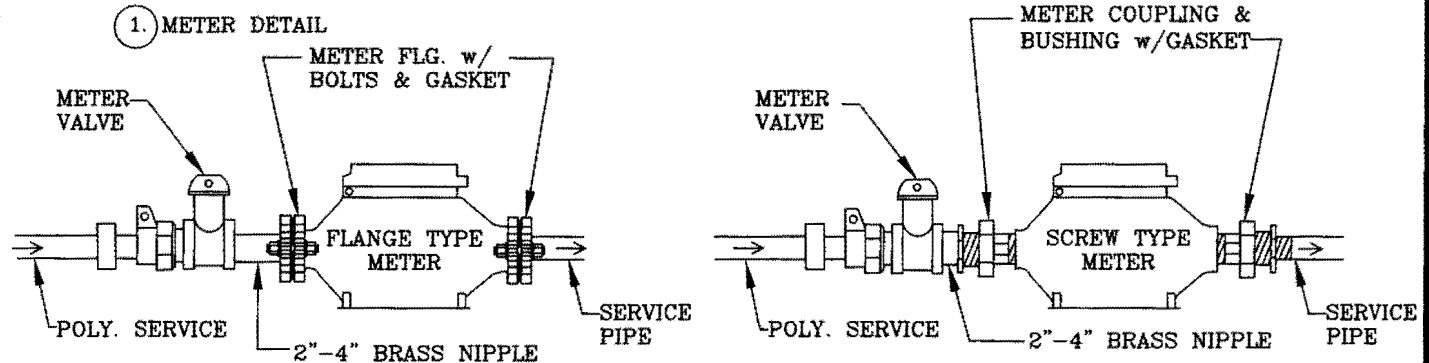 1. METER DETAIL
METER FLG. w/
BOLTS & GASKET
METER
VALVE
FLANGE TYPE
METER
POLY. SERVICE
2"-4" BRASS NIPPLE
SERVICE
PIPE
METER COUPLING &
BUSHING w/GASKET
METER
VALVE
SCREW TYPE
METER
POLY. SERVICE
2"-4" BRASS NIPPLE
SERVICE
PIPE